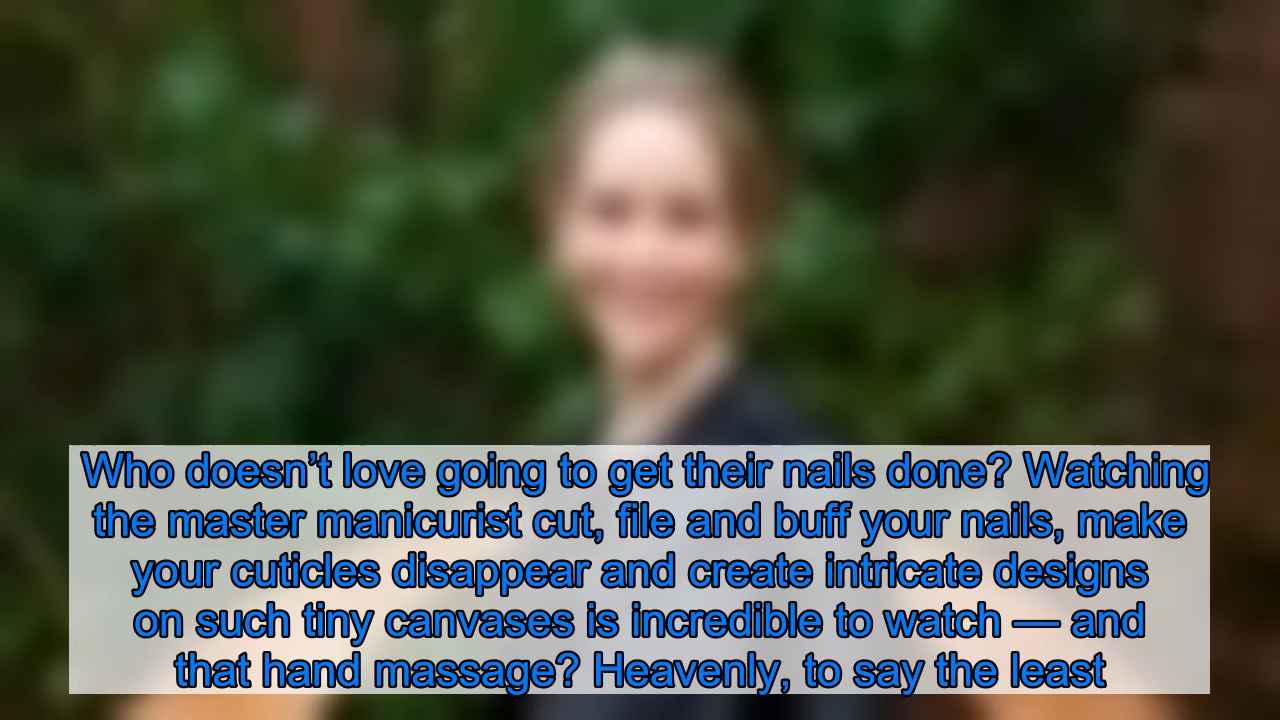 Who doesn’t love going to get their nails done? Watching
the master manicurist cut, file and buff your nails, make
your cuticles disappear and create intricate designs
on such tiny canvases is incredible to watch — and
that hand massage? Heavenly, to say the least